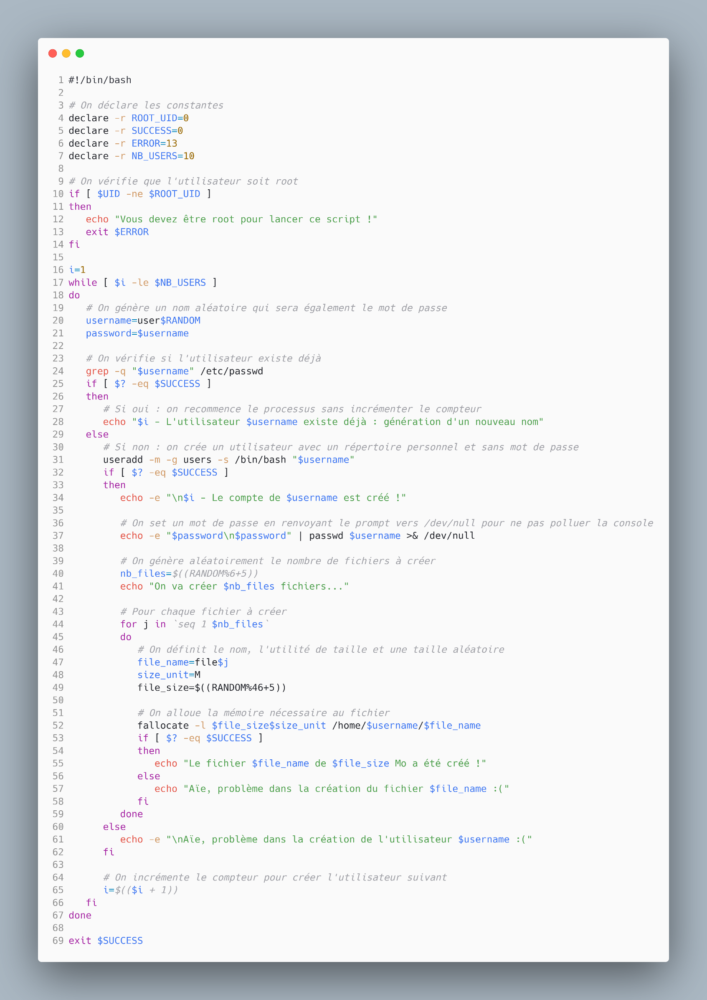 1 #!/bin/bash
2
3 # On déclare les constantes
4 declare -r ROOT_UID=0
5 declare -r SUCCESS=0
6 declare -r ERROR=13
7 declare -r NB_USERS=10
8
9 # On vérifie que l'utilisateur soit root
10 if [ $UID -ne $ROOT_UID ]
11 then
12    echo "Vous devez être root pour lancer ce script !"
13    exit $ERROR
14 fi
15
16 i=1
17 while [ $i -le $NB_USERS ]
18 do
19    # On génère un nom aléatoire qui sera également le mot de passe
20    username=user$RANDOM
21    password=$username
22
23    # On vérifie si l'utilisateur existe déjà
24    grep -q "$username" /etc/passwd
25    if [ $? -eq $SUCCESS ]
26    then
27       # Si oui : on recommence le processus sans incrémenter le compteur
28       echo "$i - L'utilisateur $username existe déjà : génération d'un nouveau nom"
29    else
30       # Si non : on crée un utilisateur avec un répertoire personnel et sans mot de passe
31       useradd -m -g users -s /bin/bash "$username"
32       if [ $? -eq $SUCCESS ]
33       then
34          echo -e "\n$i - Le compte de $username est créé !"
35
36          # On set un mot de passe en renvoyant le prompt vers /dev/null pour ne pas polluer la console
37          echo -e "$password\n$password" | passwd $username >& /dev/null
38
39          # On génère aléatoirement le nombre de fichiers à créer
40          nb_files=$((RANDOM%6+5))
41          echo "On va créer $nb_files fichiers..."
42
43          # Pour chaque fichier à créer
44          for j in `seq 1 $nb_files`
45          do
46             # On définit le nom, l'utilité de taille et une taille aléatoire
47             file_name=file$j
48             size_unit=M
49             file_size=$((RANDOM%46+5))
50
51             # On alloue la mémoire nécessaire au fichier
52             fallocate -l $file_size$size_unit /home/$username/$file_name
53             if [ $? -eq $SUCCESS ]
54             then
55                echo "Le fichier $file_name de $file_size Mo a été créé !"
56             else
57                echo "Aïe, problème dans la création du fichier $file_name :("
58             fi
59          done
60       else
61          echo -e "\nAïe, problème dans la création de l'utilisateur $username :("
62       fi
63
64       # On incrémente le compteur pour créer l'utilisateur suivant
65       i=$(($i + 1))
66    fi
67 done
68
69 exit $SUCCESS